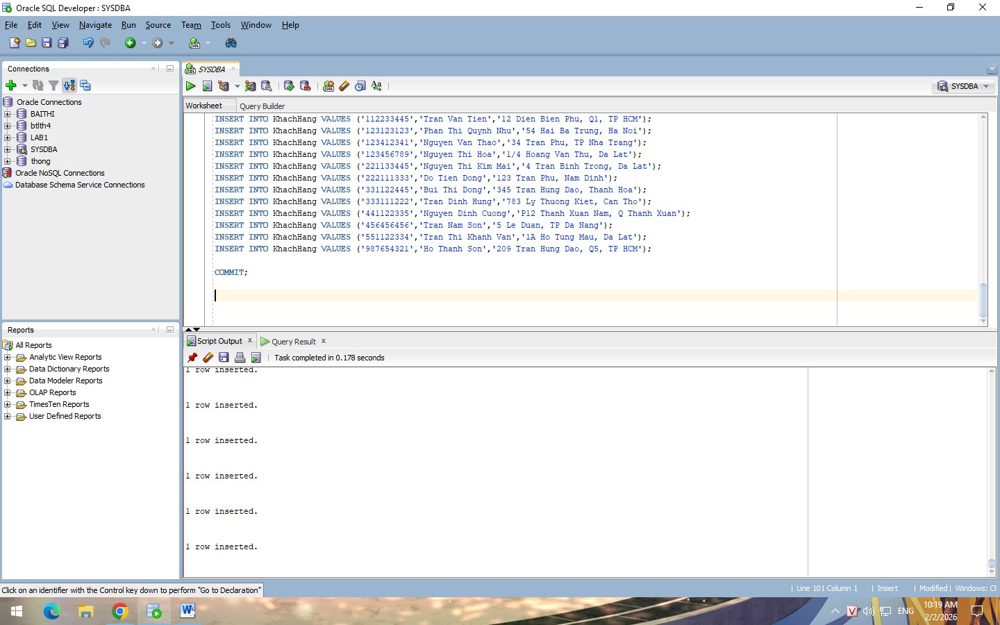 Oracle SQL Developer : SYSDBA
File Edit View Navigate Run Source Team Tools Window Help
Connections
Oracle Connections
BAITHI
btlth4
LAB1
SYSDBA
thong
Oracle NoSQL Connections
Database Schema Service Connections
Reports
All Reports
Analytic View Reports
Data Dictionary Reports
Data Modeler Reports
OLAP Reports
TimesTen Reports
User Defined Reports
SYSDBA
SYSDBA
Worksheet Query Builder
INSERT INTO KhachHang VALUES ('112233445','Tran Van Tien','12 Dien Bien Phu, Q1, TP HCM');
INSERT INTO KhachHang VALUES ('123123123','Phan Thi Quynh Nhu','54 Hai Ba Trung, Ha Noi');
INSERT INTO KhachHang VALUES ('123412341','Nguyen Van Thao','34 Tran Phu, TP Nha Trang');
INSERT INTO KhachHang VALUES ('123456789','Nguyen Thi Hoa','1/4 Hoang Van Thu, Da Lat');
INSERT INTO KhachHang VALUES ('221133445','Nguyen Thi Kim Mai','4 Tran Binh Trong, Da Lat');
INSERT INTO KhachHang VALUES ('222111333','Do Tien Dong','123 Tran Phu, Nam Dinh');
INSERT INTO KhachHang VALUES ('331122445','Bui Thi Dong','345 Tran Hung Dao, Thanh Hoa');
INSERT INTO KhachHang VALUES ('333111222','Tran Dinh Hung','783 Ly Thuong Kiet, Can Tho');
INSERT INTO KhachHang VALUES ('441122335','Nguyen Dinh Cuong','P12 Thanh Xuan Nam, Q Thanh Xuan');
INSERT INTO KhachHang VALUES ('456456456','Tran Nam Son','5 Le Duan, TP Da Nang');
INSERT INTO KhachHang VALUES ('551122334','Tran Thi Khanh Van','1A Ho Tung Mau, Da Lat');
INSERT INTO KhachHang VALUES ('987654321','Ho Thanh Son','209 Tran Hung Dao, Q5, TP HCM');
COMMIT;
Script Output Query Result
Task completed in 0.178 seconds
1 row inserted.
1 row inserted.
1 row inserted.
1 row inserted.
1 row inserted.
1 row inserted.
Click on an identifier with the Control key down to perform "Go to Declaration"
Line 101 Column 1 Insert Modified Windows: CF
ENG
10:19 AM
2/2/2026